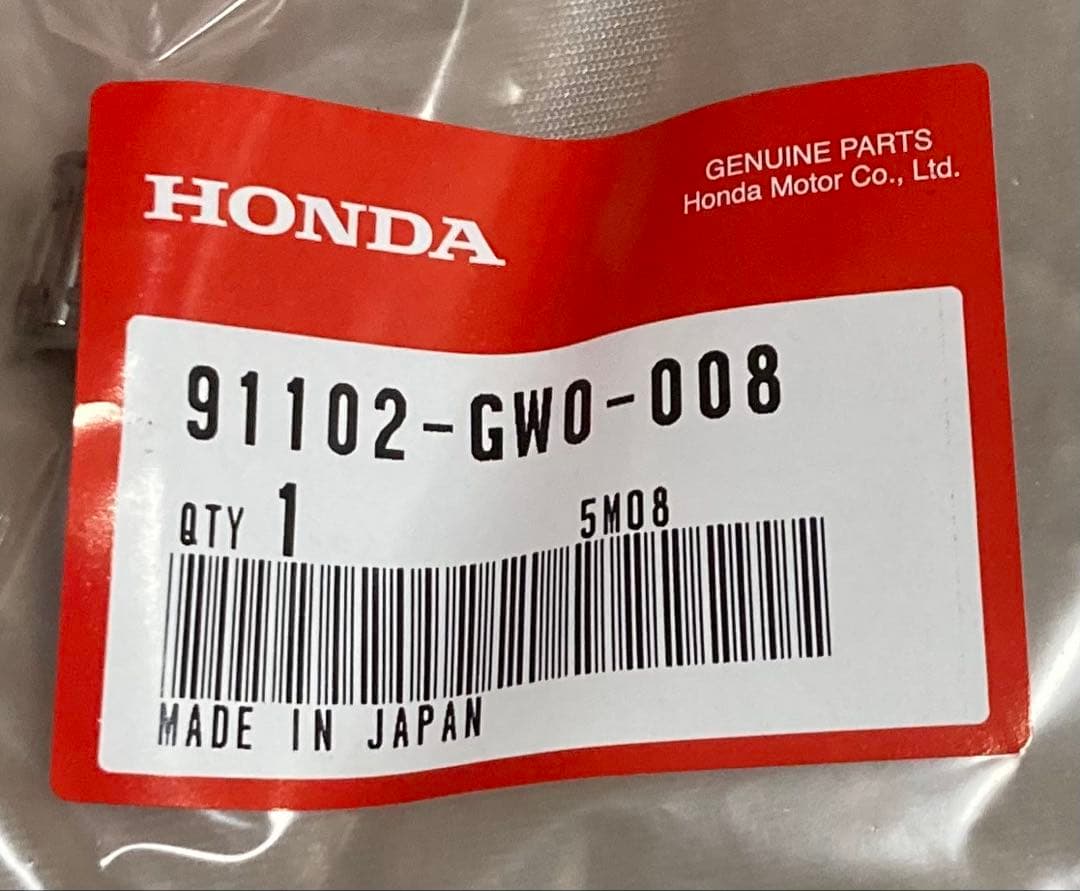 HONDA
GENUINE PARTS
Honda Motor Co., Ltd.
91102-GW0-008
QTY 1
5M08
MADE IN JAPAN